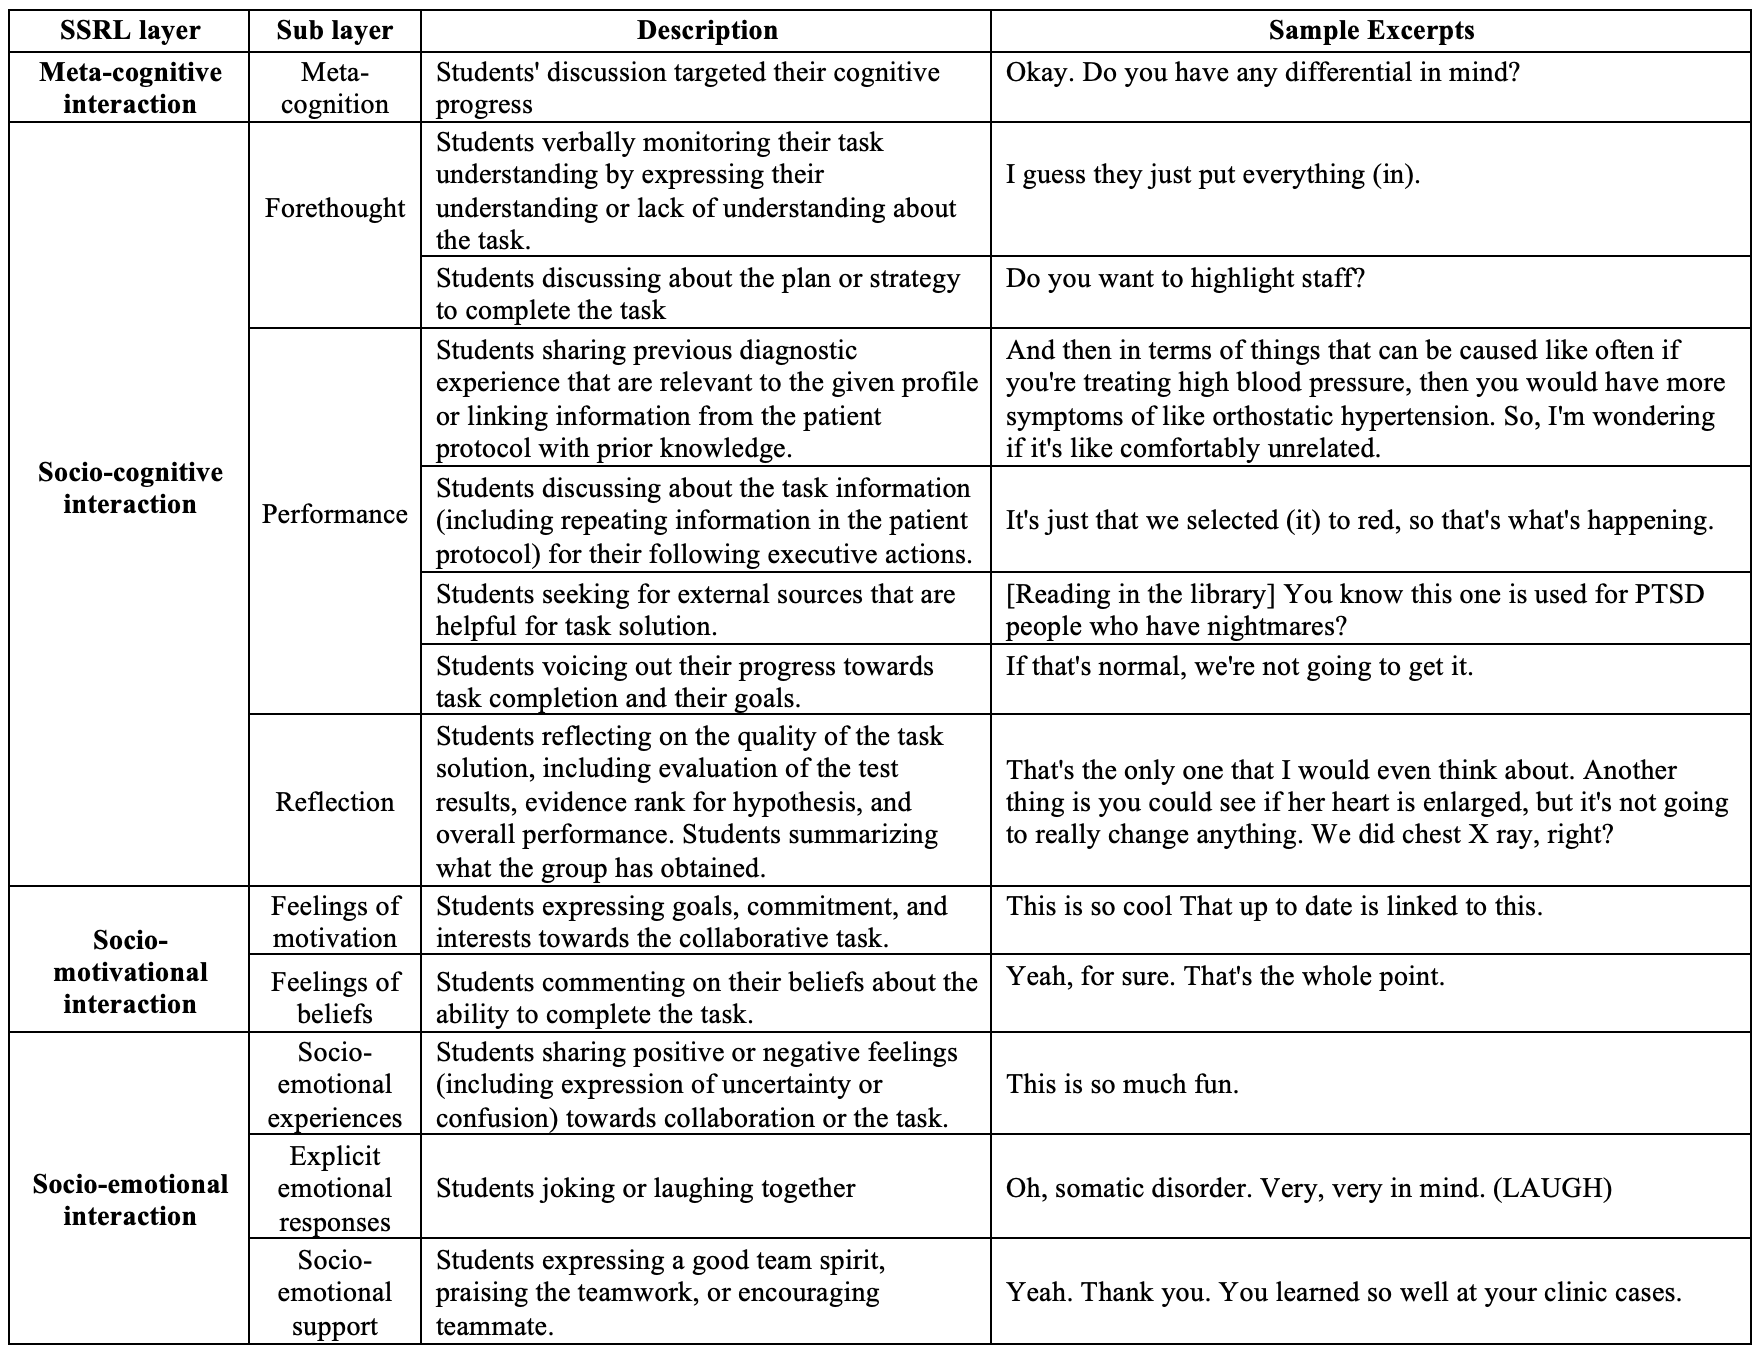 SSRL layer
Sub layer
Description
Sample Excerpts
Meta-cognitive
interaction
Meta-
cognition
Students' discussion targeted their cognitive
progress
Okay. Do you have any differential in mind?
Socio-cognitive
interaction
Forethought
Students verbally monitoring their task
understanding by expressing their
understanding or lack of understanding about
the task.
I guess they just put everything (in).
Students discussing about the plan or strategy
to complete the task
Do you want to highlight staff?
Performance
Students sharing previous diagnostic
experience that are relevant to the given profile
or linking information from the patient
protocol with prior knowledge.
And then in terms of things that can be caused like often if
you're treating high blood pressure, then you would have more
symptoms of like orthostatic hypertension. So, I'm wondering
if it's like comfortably unrelated.
Students discussing about the task information
(including repeating information in the patient
protocol) for their following executive actions.
It's just that we selected (it) to red, so that's what's happening.
Students seeking for external sources that are
helpful for task solution.
[Reading in the library] You know this one is used for PTSD
people who have nightmares?
Students voicing out their progress towards
task completion and their goals.
If that's normal, we're not going to get it.
Reflection
Students reflecting on the quality of the task
solution, including evaluation of the test
results, evidence rank for hypothesis, and
overall performance. Students summarizing
what the group has obtained.
That's the only one that I would even think about. Another
thing is you could see if her heart is enlarged, but it's not going
to really change anything. We did chest X ray, right?
Socio-
motivational
interaction
Feelings of
motivation
Students expressing goals, commitment, and
interests towards the collaborative task.
This is so cool That up to date is linked to this.
Feelings of
beliefs
Students commenting on their beliefs about the
ability to complete the task.
Yeah, for sure. That's the whole point.
Socio-emotional
interaction
Socio-
emotional
experiences
Students sharing positive or negative feelings
(including expression of uncertainty or
confusion) towards collaboration or the task.
This is so much fun.
Explicit
emotional
responses
Students joking or laughing together
Oh, somatic disorder. Very, very in mind. (LAUGH)
Socio-
emotional
support
Students expressing a good team spirit,
praising the teamwork, or encouraging
teammate.
Yeah. Thank you. You learned so well at your clinic cases.